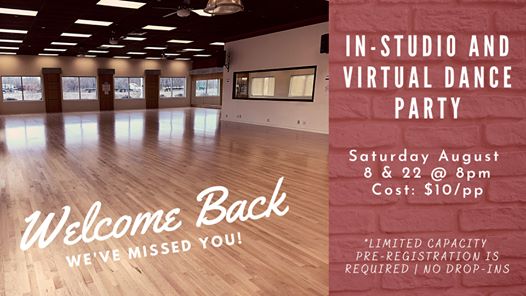 Welcome Back
WE'VE MISSED YOU!
IN-STUDIO AND
VIRTUAL DANCE
PARTY
Saturday August
8 & 22 @ 8pm
Cost: $10/pp
*LIMITED CAPACITY
PRE-REGISTRATION IS
REQUIRED | NO DROP-INS